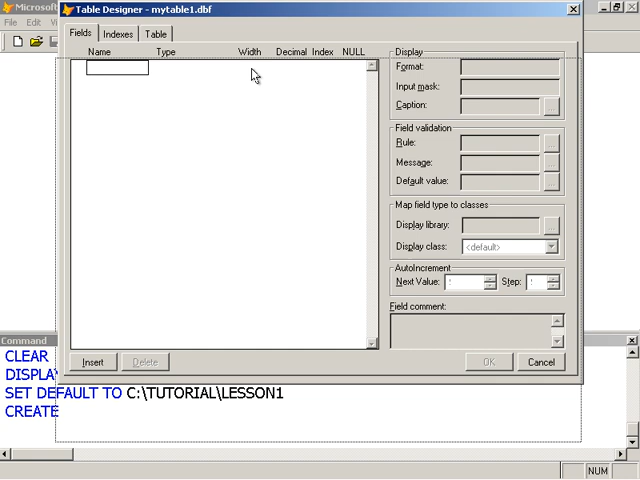 Table Designer - mytable1.dbf
Microsoft
File Edit
Fields Indexes Table
Name Type Width Decimal Index NULL
Display
Format:
Input mask:
Caption:
Field validation
Rule:
Message:
Default value:
Map field type to classes
Display library:
Display class: <default>
AutoIncrement
Next Value: Step:
Field comment:
Insert Delete OK Cancel
Command
CLEAR
DISPLA
SET DEFAULT TO C:\TUTORIAL\LESSON1
CREATE
NUM